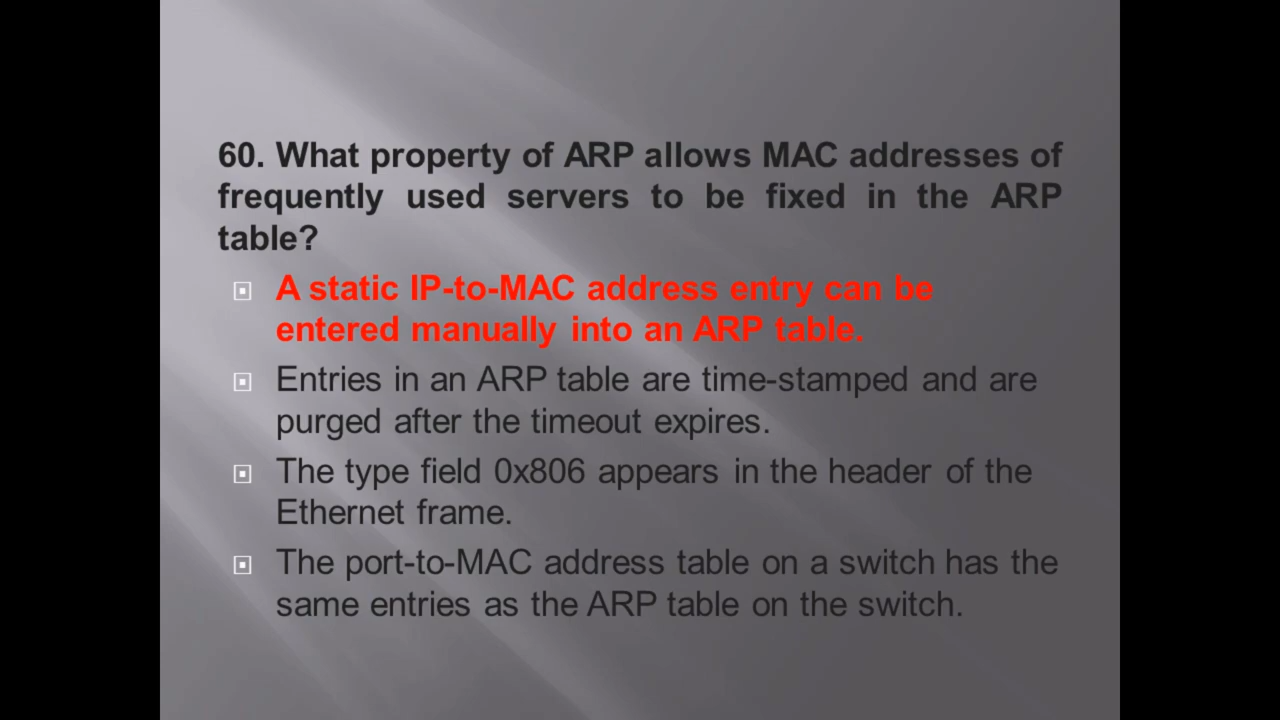 60. What property of ARP allows MAC addresses of
frequently used servers to be fixed in the ARP
table?
A static IP-to-MAC address entry can be
entered manually into an ARP table.
Entries in an ARP table are time-stamped and are
purged after the timeout expires.
The type field 0x806 appears in the header of the
Ethernet frame.
The port-to-MAC address table on a switch has the
same entries as the ARP table on the switch.